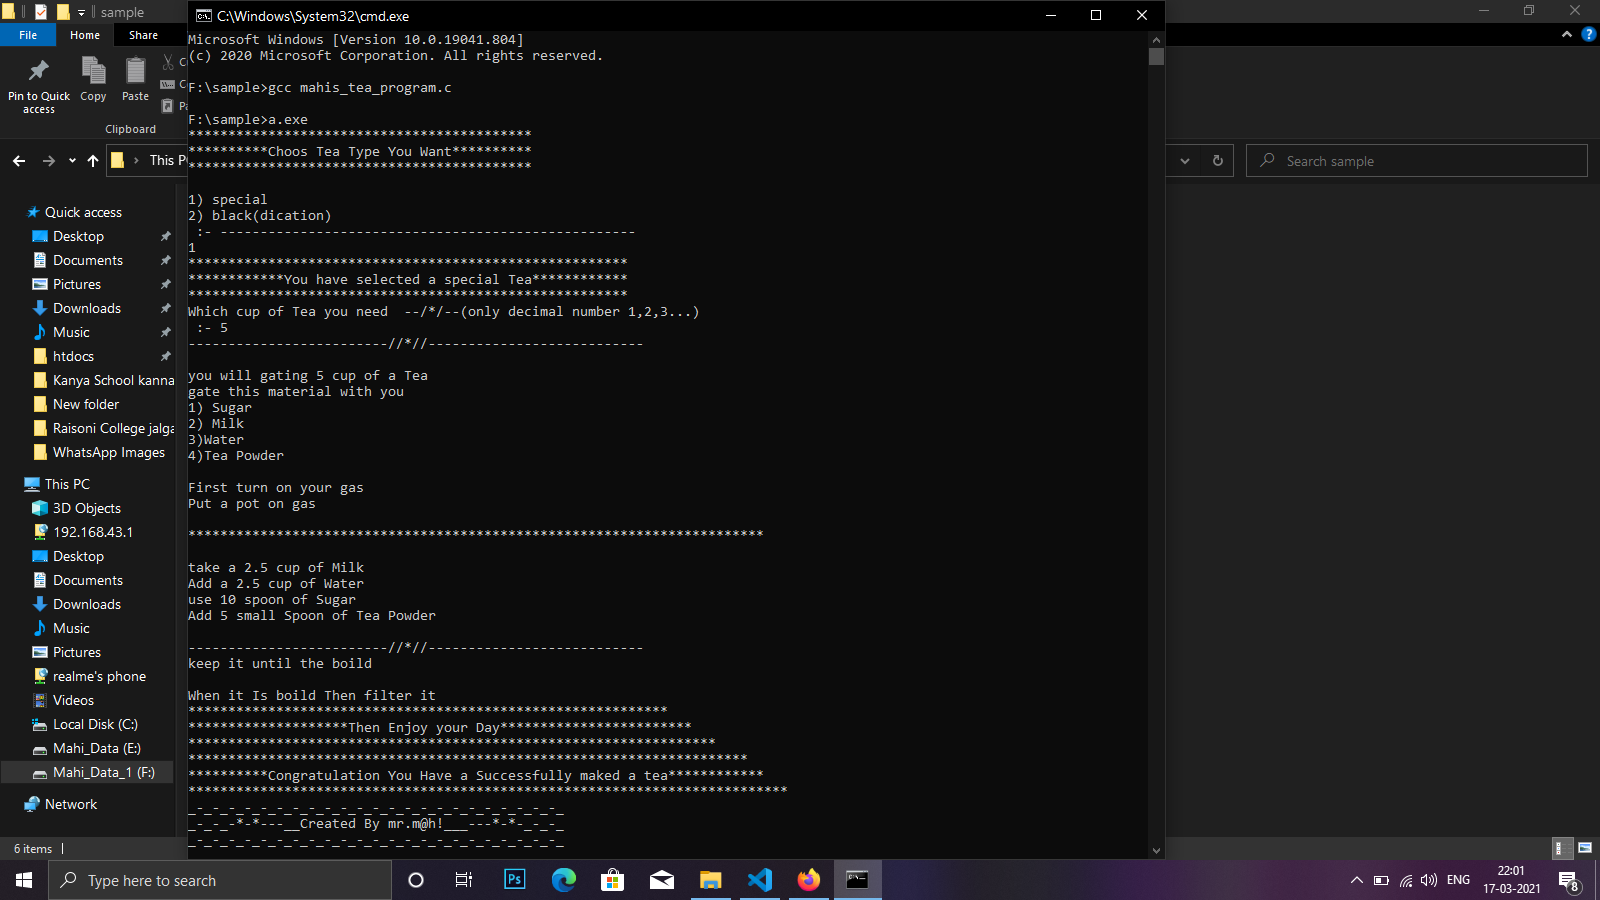 sample
C:\Windows\System32\cmd.exe
File
Home
Share
Pin to Quick access
Copy
Paste
Clipboard
This P
Search sample
Quick access
Desktop
Documents
Pictures
Downloads
Music
htdocs
Kanya School kanna
New folder
Raisoni College jalga
WhatsApp Images
This PC
3D Objects
192.168.43.1
Desktop
Documents
Downloads
Music
Pictures
realme's phone
Videos
Local Disk (C:)
Mahi_Data (E:)
Mahi_Data_1 (F:)
Network
6 items
Microsoft Windows [Version 10.0.19041.804]
(c) 2020 Microsoft Corporation. All rights reserved.
F:\sample>gcc mahis_tea_program.c
F:\sample>a.exe
*******************************************
**********Choos Tea Type You Want**********
*******************************************
1) special
2) black(dication)
:- ----------------------------------------------------
1
*******************************************************
************You have selected a special Tea************
*******************************************************
Which cup of Tea you need  --/*/--(only decimal number 1,2,3...)
:- 5
-------------------------//*//---------------------------
you will gating 5 cup of a Tea
gate this material with you
1) Sugar
2) Milk
3)Water
4)Tea Powder
First turn on your gas
Put a pot on gas
************************************************************************
take a 2.5 cup of Milk
Add a 2.5 cup of Water
use 10 spoon of Sugar
Add 5 small Spoon of Tea Powder
-------------------------//*//---------------------------
keep it until the boild
When it Is boild Then filter it
************************************************************
********************Then Enjoy your Day************************
******************************************************************
**********************************************************************
**********Congratulation You Have a Successfully maked a tea************
***************************************************************************
_-_-_-_-_-_-_-_-_-_-_-_-_-_-_-_-_-_-_-_-_-_-_-_
_-_-_-*-*---__Created By mr.m@h!___---*-*-_-_-_
_-_-_-_-_-_-_-_-_-_-_-_-_-_-_-_-_-_-_-_-_-_-_-_
Type here to search
Ps
ENG
22:01
17-03-2021
8